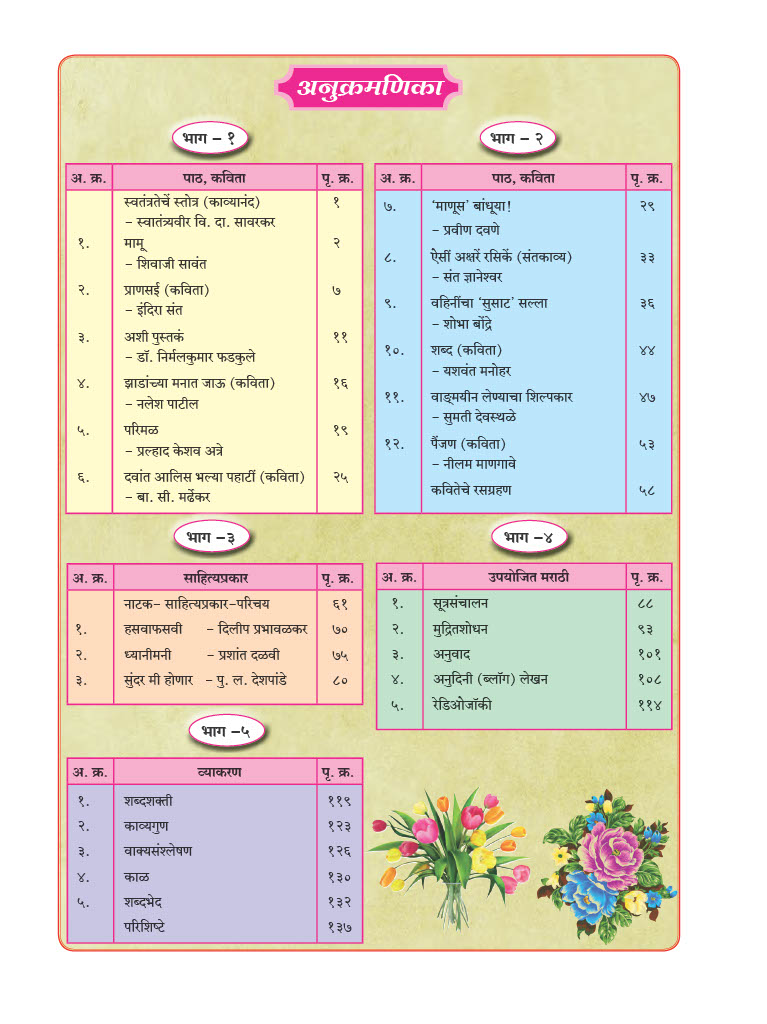 अनुक्रमणिका
भाग – १
अ. क्र. पाठ, कविता पृ. क्र.
स्वतंत्रतेचें स्तोत्र (काव्यानंद) १
– स्वातंत्र्यवीर वि. दा. सावरकर
१. मामू २
– शिवाजी सावंत
२. प्राणसई (कविता) ७
– इंदिरा संत
३. अशी पुस्तकं ११
– डॉ. निर्मलकुमार फडकुले
४. झाडांच्या मनात जाऊ (कविता) १६
– नलेश पाटील
५. परिमळ १९
– प्रल्हाद केशव अत्रे
६. दवांत आलिस भल्या पहाटीं (कविता) २५
– बा. सी. मर्ढेकर
भाग – २
अ. क्र. पाठ, कविता पृ. क्र.
७. ‘माणूस’ बांधूया! २९
– प्रवीण दवणे
८. ऐसीं अक्षरें रसिकें (संतकाव्य) ३३
– संत ज्ञानेश्वर
९. वहिनींचा ‘सुसाट’ सल्ला ३६
– शोभा बोंद्रे
१०. शब्द (कविता) ४४
– यशवंत मनोहर
११. वाङ्मयीन लेण्याचा शिल्पकार ४७
– सुमती देवस्थळे
१२. पैंजण (कविता) ५३
– नीलम माणगावे
कवितेचे रसग्रहण ५८
भाग –३
अ. क्र. साहित्यप्रकार पृ. क्र.
नाटक– साहित्यप्रकार–परिचय ६१
१. हसवाफसवी – दिलीप प्रभावळकर ७०
२. ध्यानीमनी – प्रशांत दळवी ७५
३. सुंदर मी होणार – पु. ल. देशपांडे ८०
भाग –४
अ. क्र. उपयोजित मराठी पृ. क्र.
१. सूत्रसंचालन ८८
२. मुद्रितशोधन ९३
३. अनुवाद १०१
४. अनुदिनी (ब्लॉग) लेखन १०८
५. रेडिओजॉकी ११४
भाग –५
अ. क्र. व्याकरण पृ. क्र.
१. शब्दशक्ती ११९
२. काव्यगुण १२३
३. वाक्यसंश्लेषण १२६
४. काळ १३०
५. शब्दभेद १३२
परिशिष्टे १३७